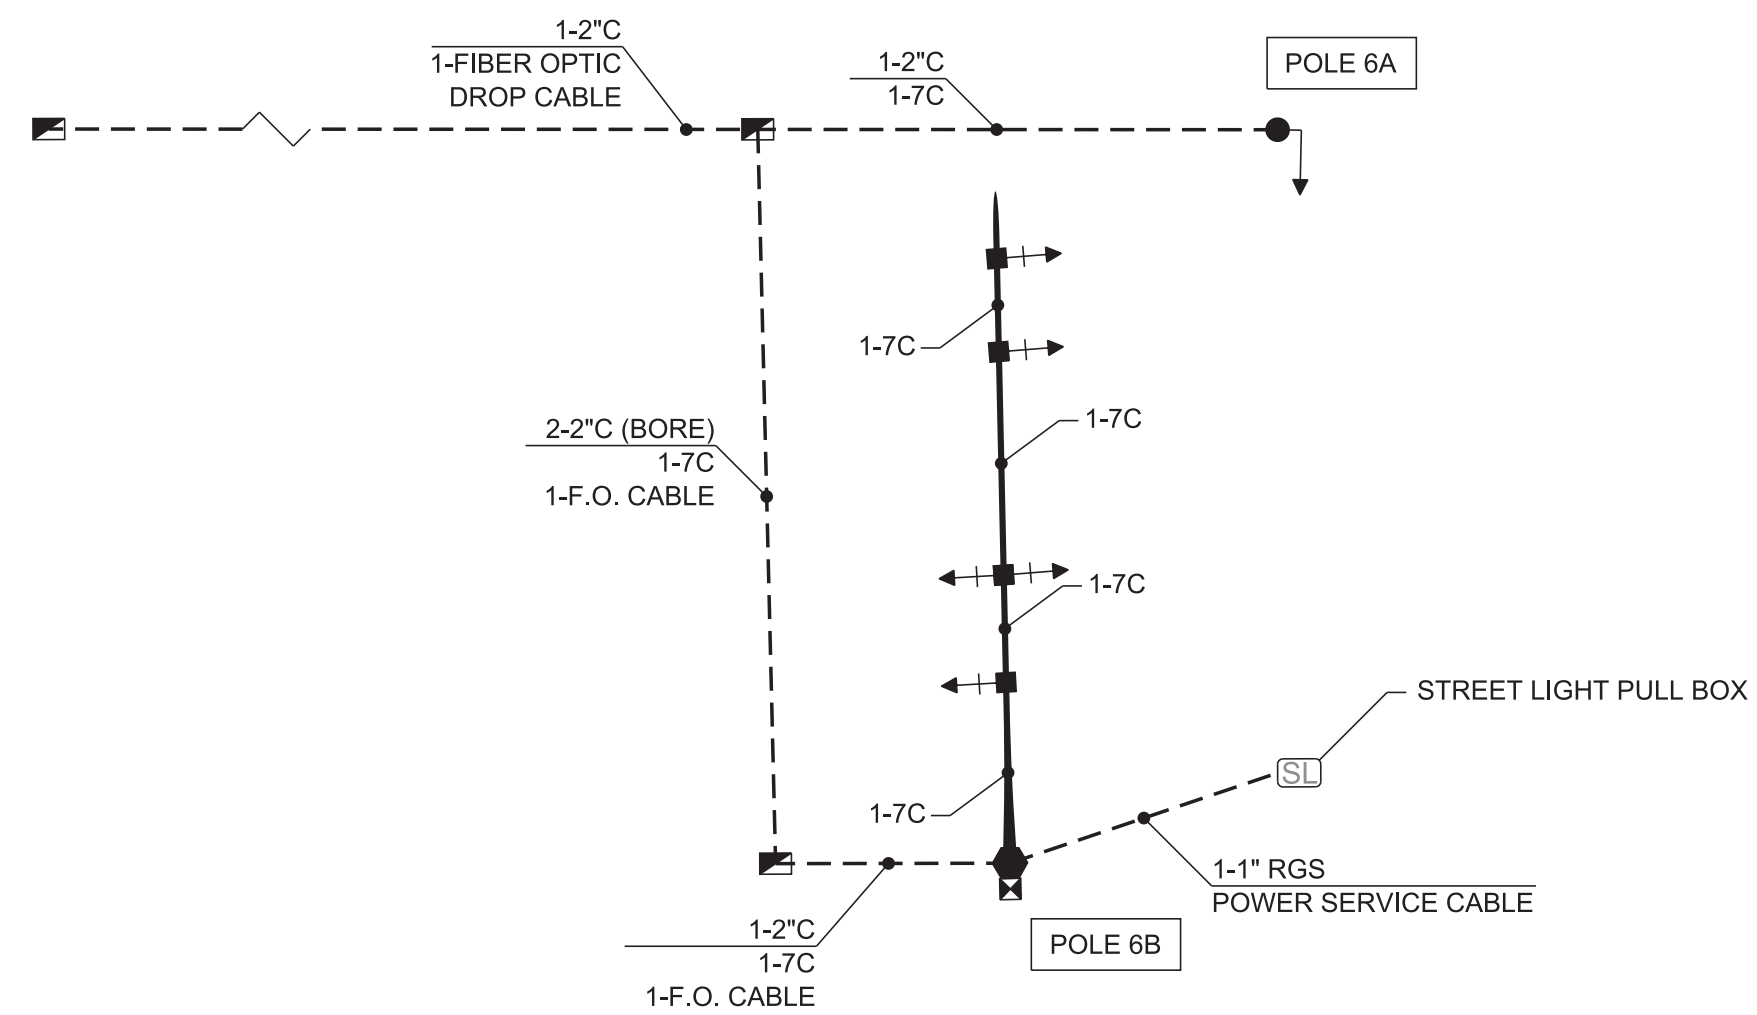 1-2"C
1-FIBER OPTIC
DROP CABLE
1-2"C
1-7C
POLE 6A
1-7C
1-7C
2-2"C (BORE)
1-7C
1-F.O. CABLE
1-7C
STREET LIGHT PULL BOX
SL
1-7C
1-1" RGS
POWER SERVICE CABLE
1-2"C
1-7C
1-F.O. CABLE
POLE 6B